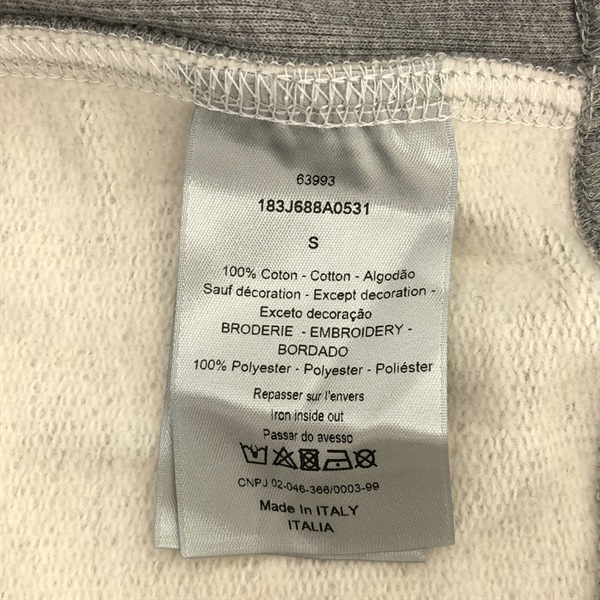 63993
183J688A0531
S
100% Coton - Cotton - Algodão
Sauf décoration - Except decoration -
Exceto decoração
BRODERIE - EMBROIDERY -
BORDADO
100% Polyester - Polyester - Poliéster
Repasser sur l'envers
Iron inside out
Passar do avesso
CNPJ 02-046-366/0003-99
Made in ITALY
ITALIA